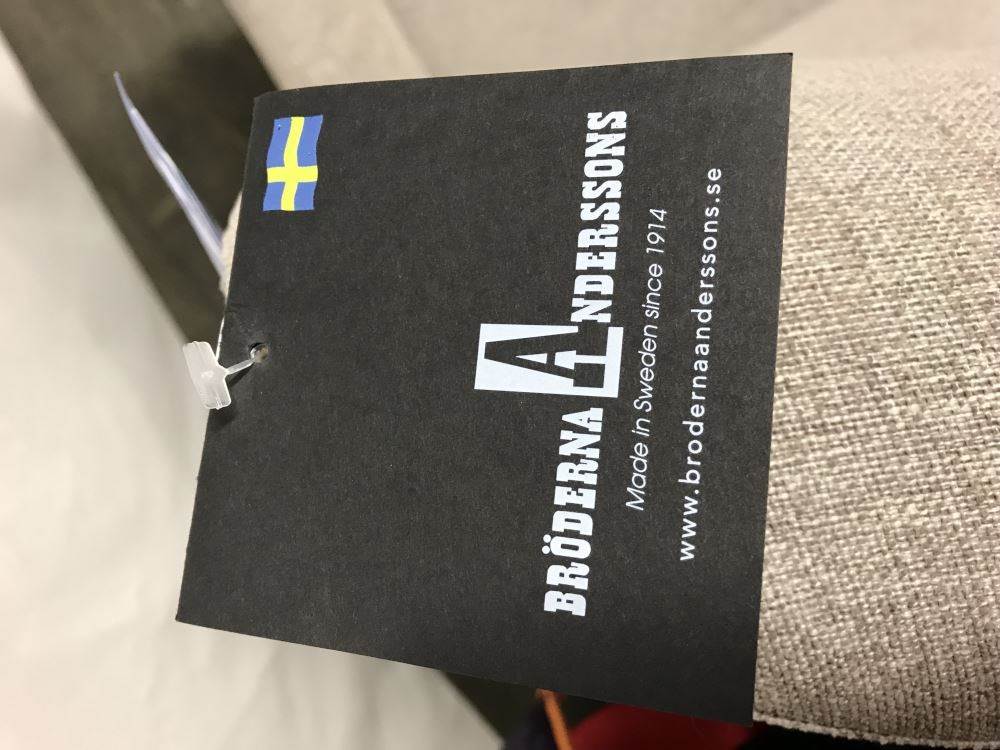 BRÖDERNA ANDERSSONS
Made in Sweden since 1914
www.brodernaanderssons.se